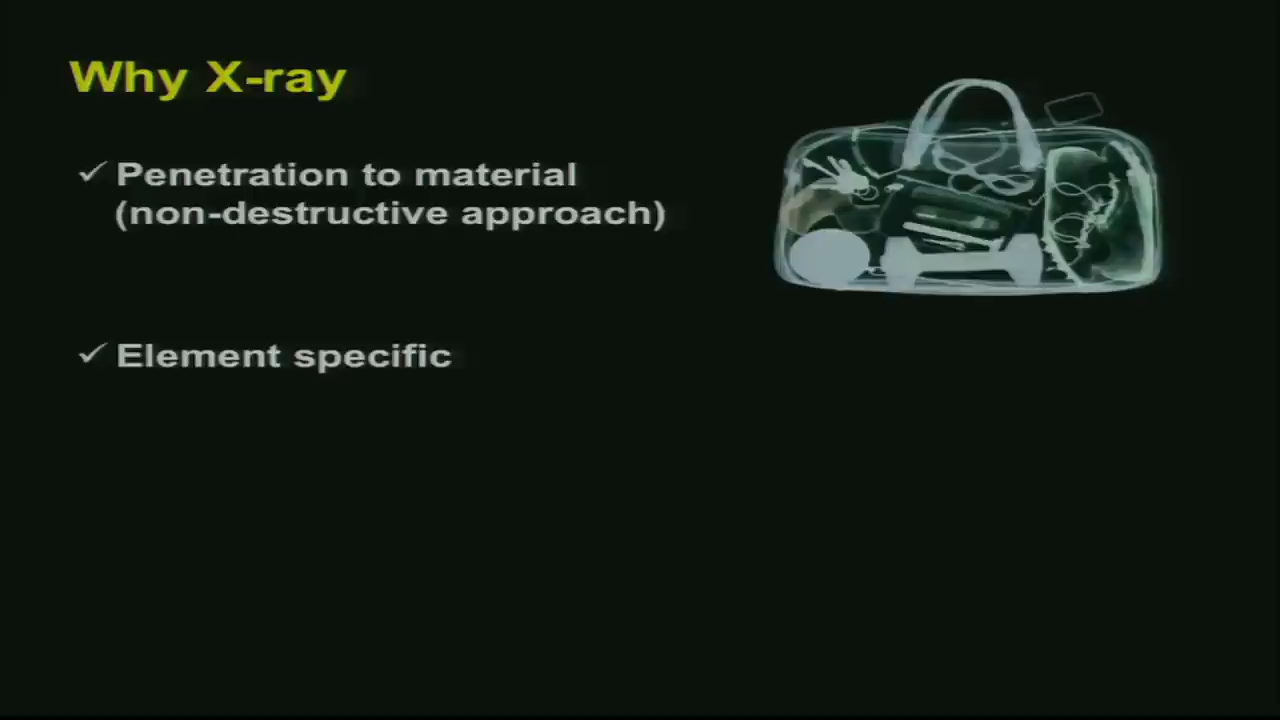 Why X-ray
✓ Penetration to material
(non-destructive approach)
✓ Element specific